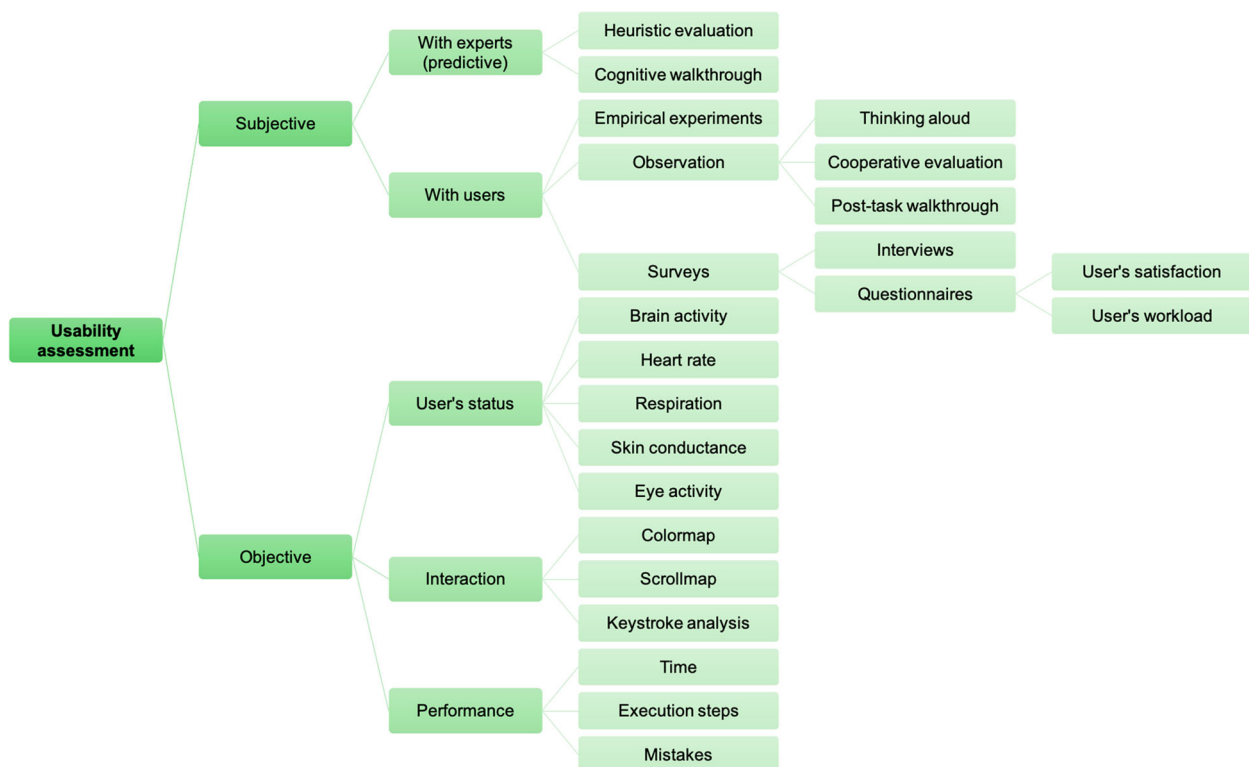 Heuristic evaluation
With experts
(predictive)
Cognitive walkthrough
Subjective
Empirical experiments
Thinking aloud
Observation
Cooperative evaluation
With users
Post-task walkthrough
Interviews
Surveys
User's satisfaction
Questionnaires
Brain activity
User's workload
Usability
assessment
Heart rate
User's status
Respiration
Skin conductance
Eye activity
Colormap
Objective
Interaction
Scrollmap
Keystroke analysis
Time
Performance
Execution steps
Mistakes